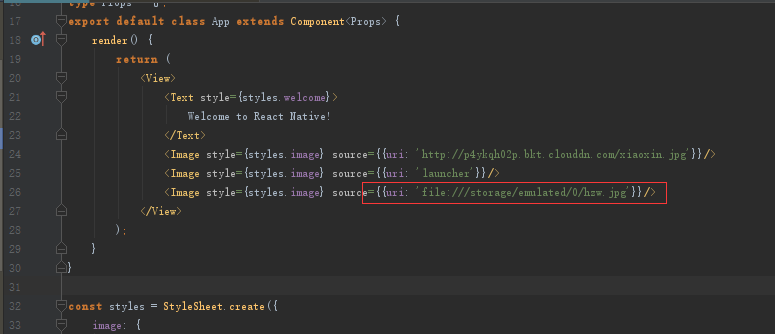 17 export default class App extends Component<Props> {
18 render() {
19 return (
20 <View>
21 <Text style={styles.welcome}>
22 Welcome to React Native!
23 </Text>
24 <Image style={styles.image} source={{uri: 'http://p4ykqh02p.bkt.clouddn.com/xiaoxin.jpg'}}/>
25 <Image style={styles.image} source={{uri: 'launcher'}}/>
26 <Image style={styles.image} source={{uri: 'file:///storage/emulated/0/hzw.jpg'}}/>
27 </View>
28 );
29 }
30 }
31
32 const styles = StyleSheet.create({
33 image: {